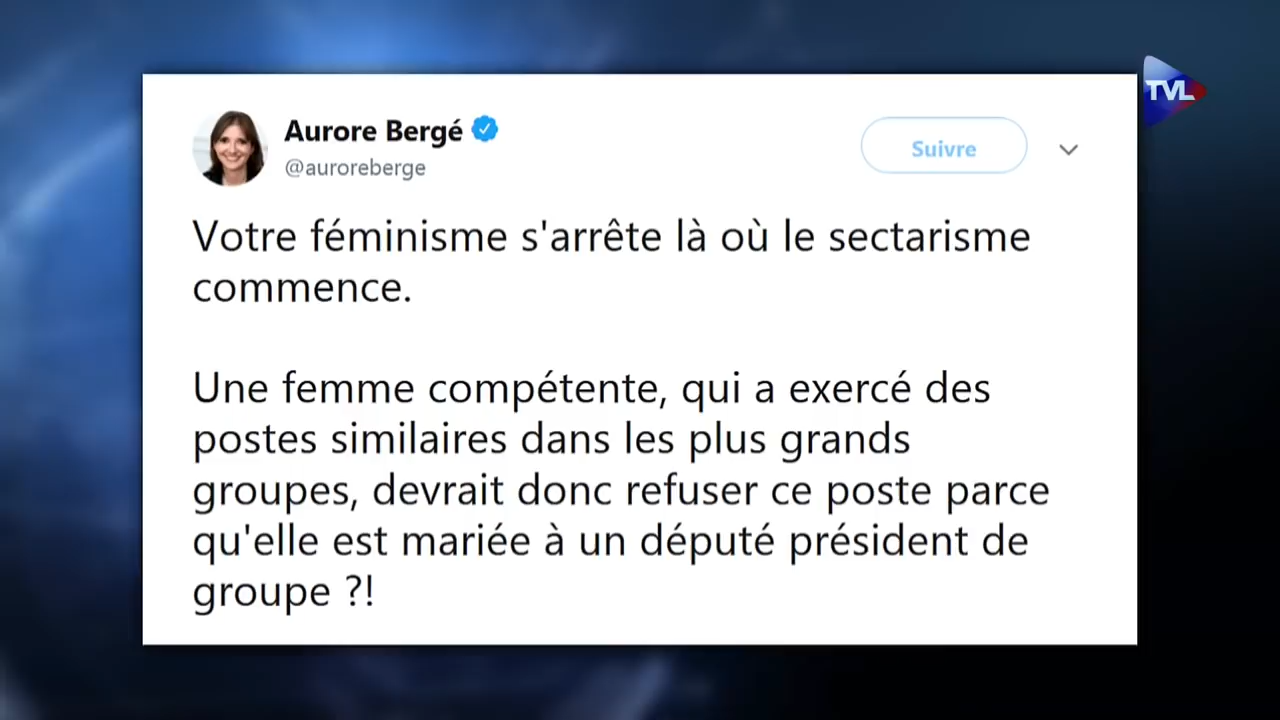 TVL
Aurore Bergé
@auroreberge
Suivre
Votre féminisme s'arrête là où le sectarisme
commence.
Une femme compétente, qui a exercé des
postes similaires dans les plus grands
groupes, devrait donc refuser ce poste parce
qu'elle est mariée à un député président de
groupe ?!